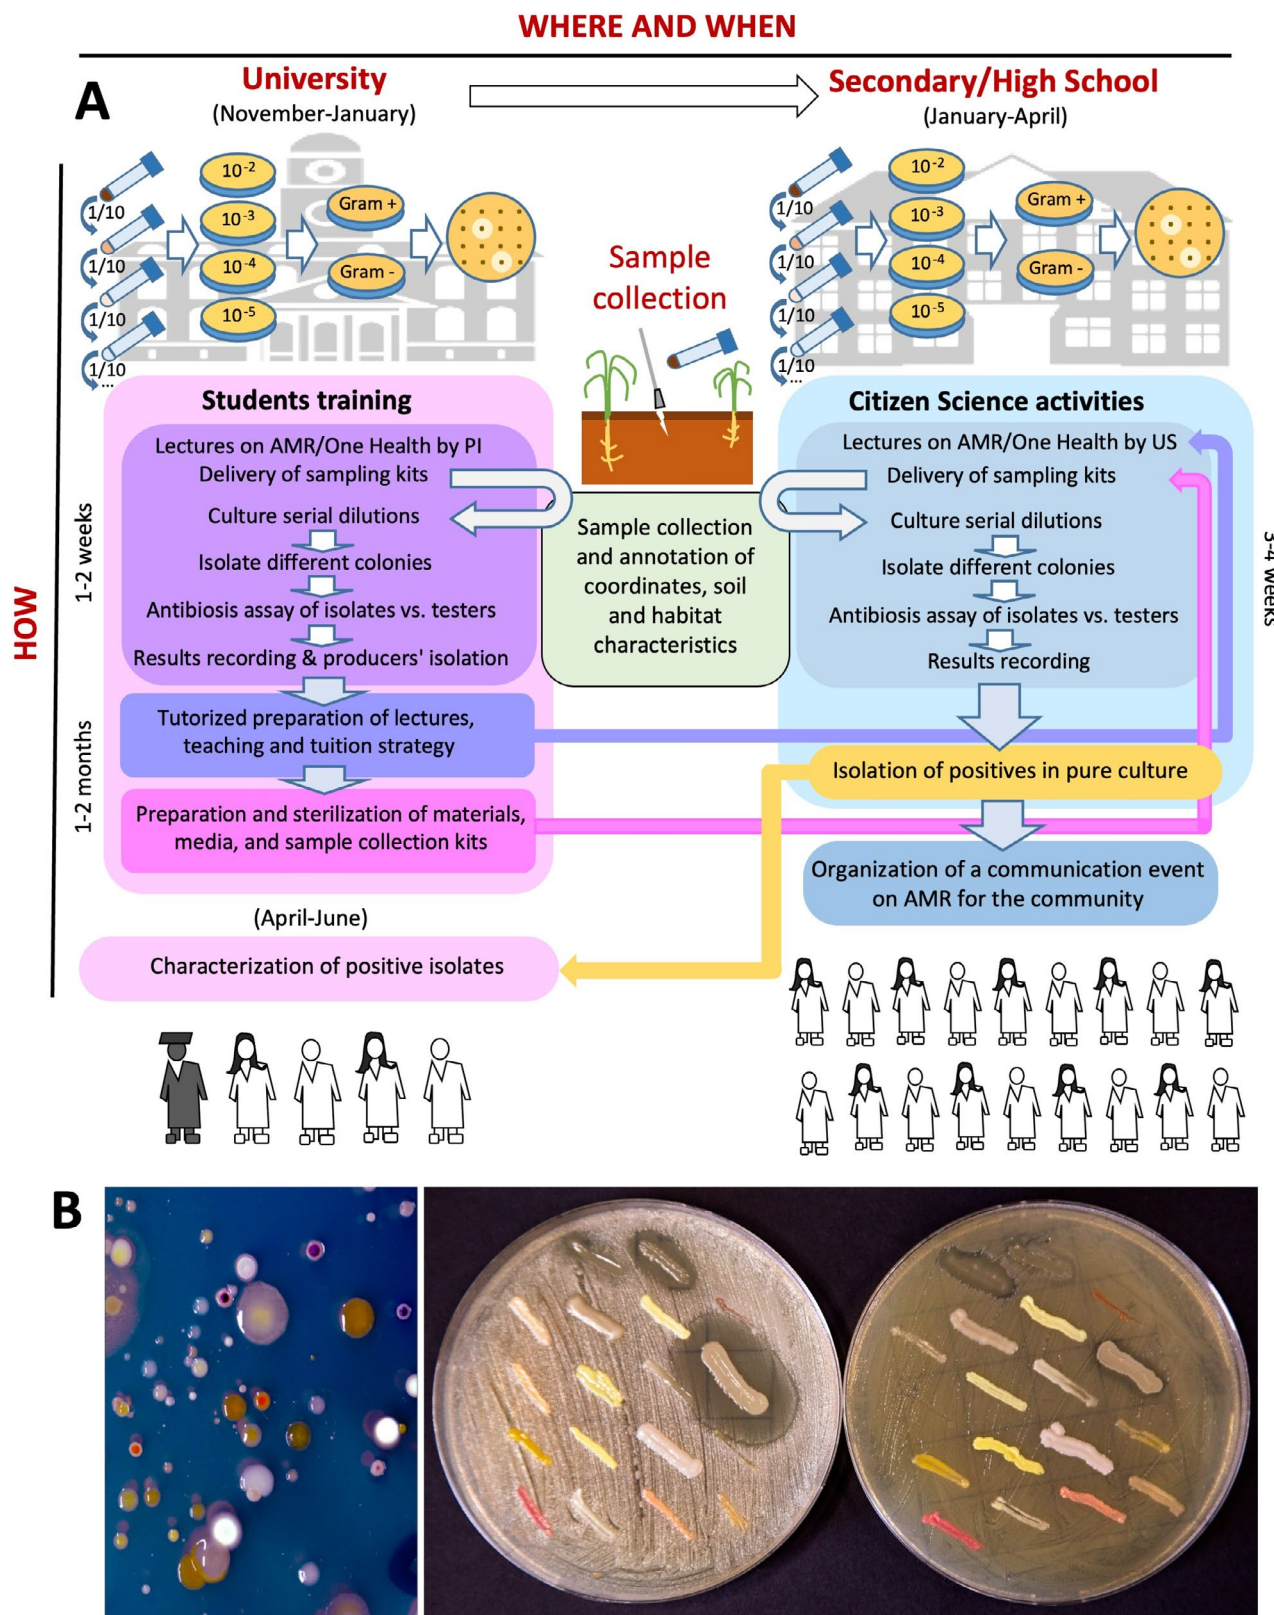 WHERE AND WHEN
A
University
(November-January)
Secondary/High School
(January-April)
1/10
1/10
1/10
1/10
...
10-2
10-3
10-4
10-5
Gram +
Gram -
Sample
collection
1/10
1/10
1/10
1/10
...
10-2
10-3
10-4
10-5
Gram +
Gram -
HOW
1-2 weeks
1-2 months
Students training
Lectures on AMR/One Health by PI
Delivery of sampling kits
Culture serial dilutions
Isolate different colonies
Antibiosis assay of isolates vs. testers
Results recording & producers' isolation
Tutorized preparation of lectures,
teaching and tuition strategy
Preparation and sterilization of materials,
media, and sample collection kits
(April-June)
Characterization of positive isolates
Sample collection
and annotation of
coordinates, soil
and habitat
characteristics
Citizen Science activities
Lectures on AMR/One Health by US
Delivery of sampling kits
Culture serial dilutions
Isolate different colonies
Antibiosis assay of isolates vs. testers
Results recording
Isolation of positives in pure culture
Organization of a communication event
on AMR for the community
3-4 weeks
B